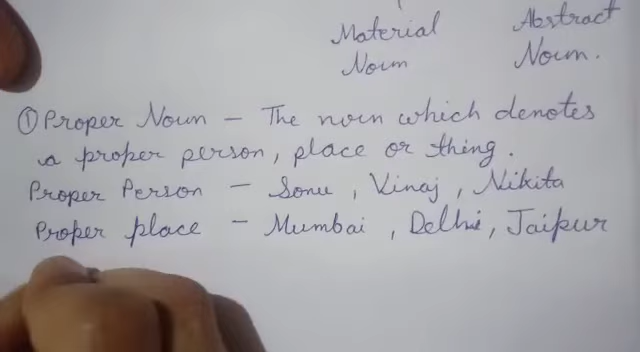 Material Abstract
Noun Noun.
① Proper Noun – The noun which denotes
a proper person, place or thing.
Proper Person – Sonu, Vinaj, Nikita
Proper place – Mumbai, Delhi, Jaipur